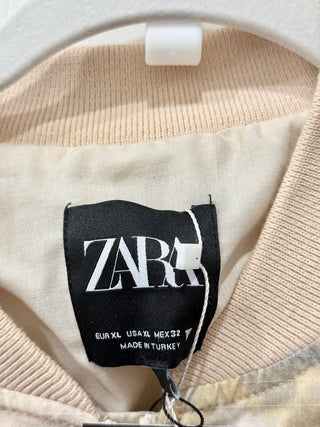 ZARA
EUR XL USA XL MEX 32
MADE IN TURKEY